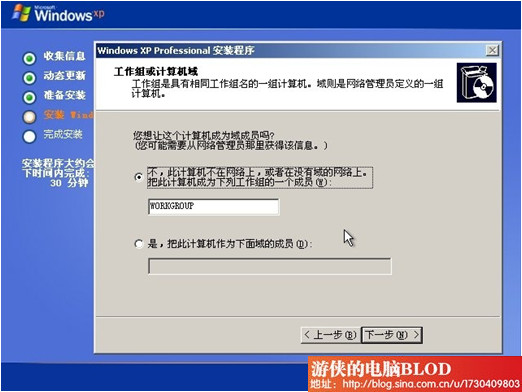 Microsoft
Windows xp
收集信息
动态更新
准备安装
安装 Wind
完成安装
安装程序大约会
下时间内完成:
30 分钟
Windows XP Professional 安装程序
工作组或计算机域
工作组是具有相同工作组名的一组计算机。域则是网络管理员定义的一组
计算机。
您想让这个计算机成为域成员吗?
(您可能需要从网络管理员那里获得该信息。)
不，此计算机不在网络上，或者在没有域的网络上。
把此计算机成为下列工作组的一个成员(W):
WORKGROUP
是，把此计算机作为下面域的成员(D):
< 上一步(B)
下一步(N) >
游侠的电脑BLOD
地址: http://blog.sina.com.cn/u/1730409803